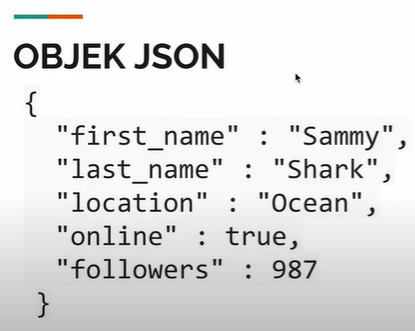 OBJEK JSON
{
"first_name" : "Sammy",
"last_name" : "Shark",
"location" : "Ocean",
"online" : true,
"followers" : 987
}